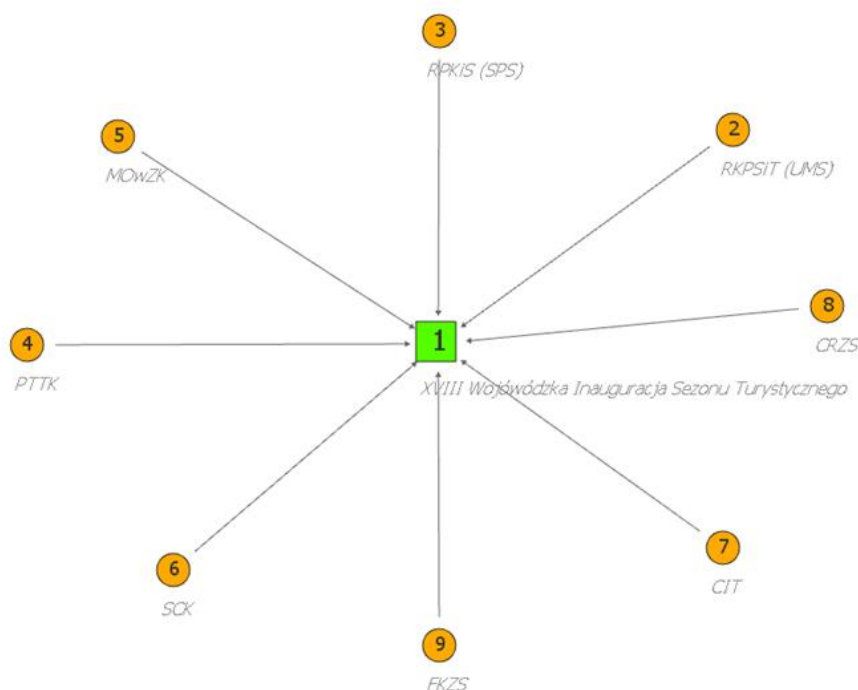 3
RPKiS (SPS)
5
MOwZK
2
RKPSiT (UMS)
8
CRZS
4
PTTK
1
XVIII Wojówódzka Inauguracja Sezonu Turystycznego
6
SCK
7
CIT
9
FKZS